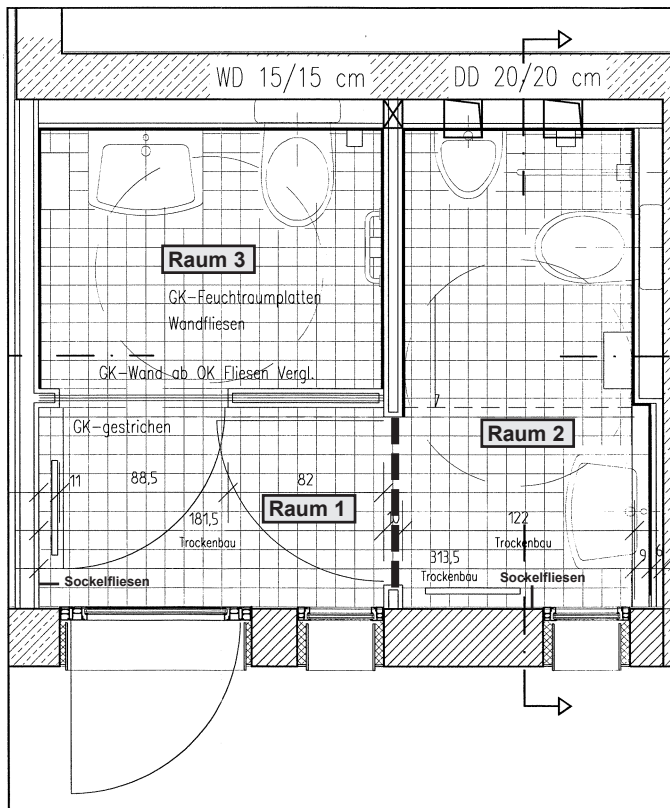 WD 15/15 cm DD 20/20 cm
Raum 3
GK-Feuchtraumplatten
Wandfliesen
GK-Wand ab OK Fliesen Vergl.
GK-gestrichen
Raum 2
11 88,5 82
Raum 1
181,5 122
Trockenbau Trockenbau
313,5 9 6
Trockenbau
Sockelfliesen Sockelfliesen